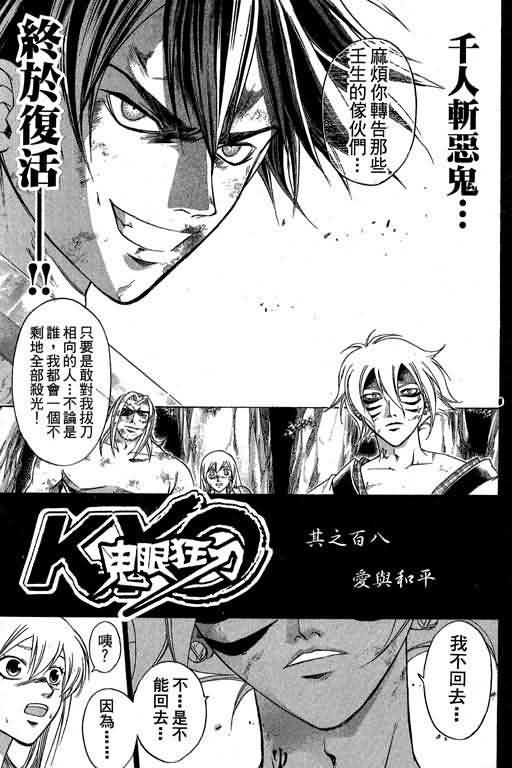 千人斬惡鬼…
終於復活——!!
麻煩你轉告那些
壬生的傢伙們…
只要是敢對我拔刀
相向的人…不論是
誰，我都會一個不
剩地全部殺光！
KYO
鬼眼狂刀
其之百八
愛與和平
我不回去…
不…是不
能回去…
咦？
因為……